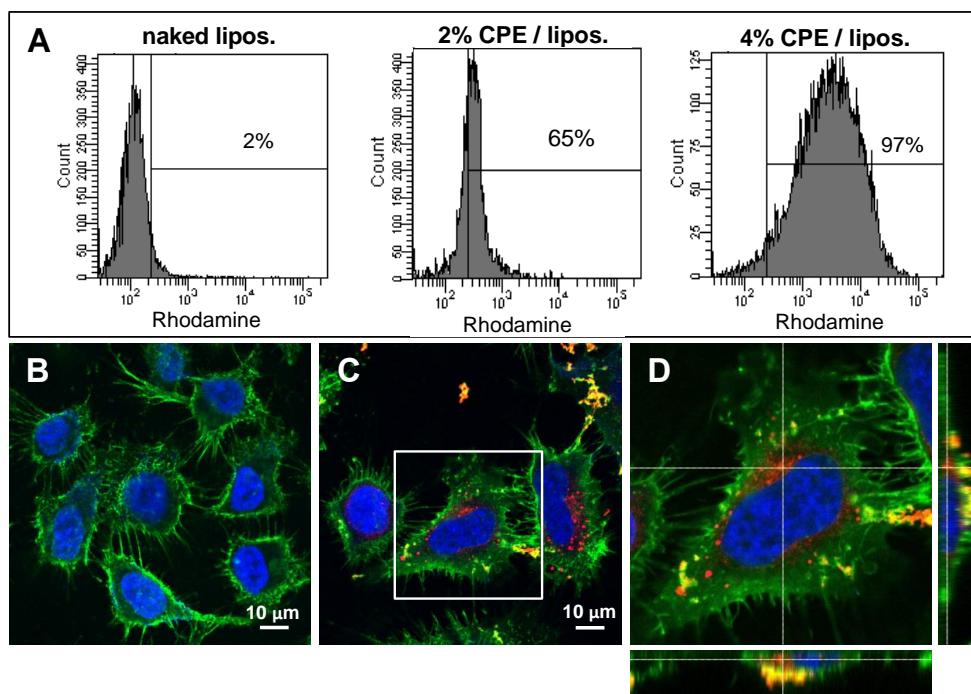 A
naked lipos.
2% CPE / lipos.
4% CPE / lipos.
Count
0 50 100 150 200 250 300 350 400
2%
10² 10³ 10⁴ 10⁵
Rhodamine
Count
0 50 100 150 200 250 300 350 400
65%
10² 10³ 10⁴ 10⁵
Rhodamine
Count
0 25 50 75 100 125
97%
10² 10³ 10⁴ 10⁵
Rhodamine
B
10 µm
C
10 µm
D